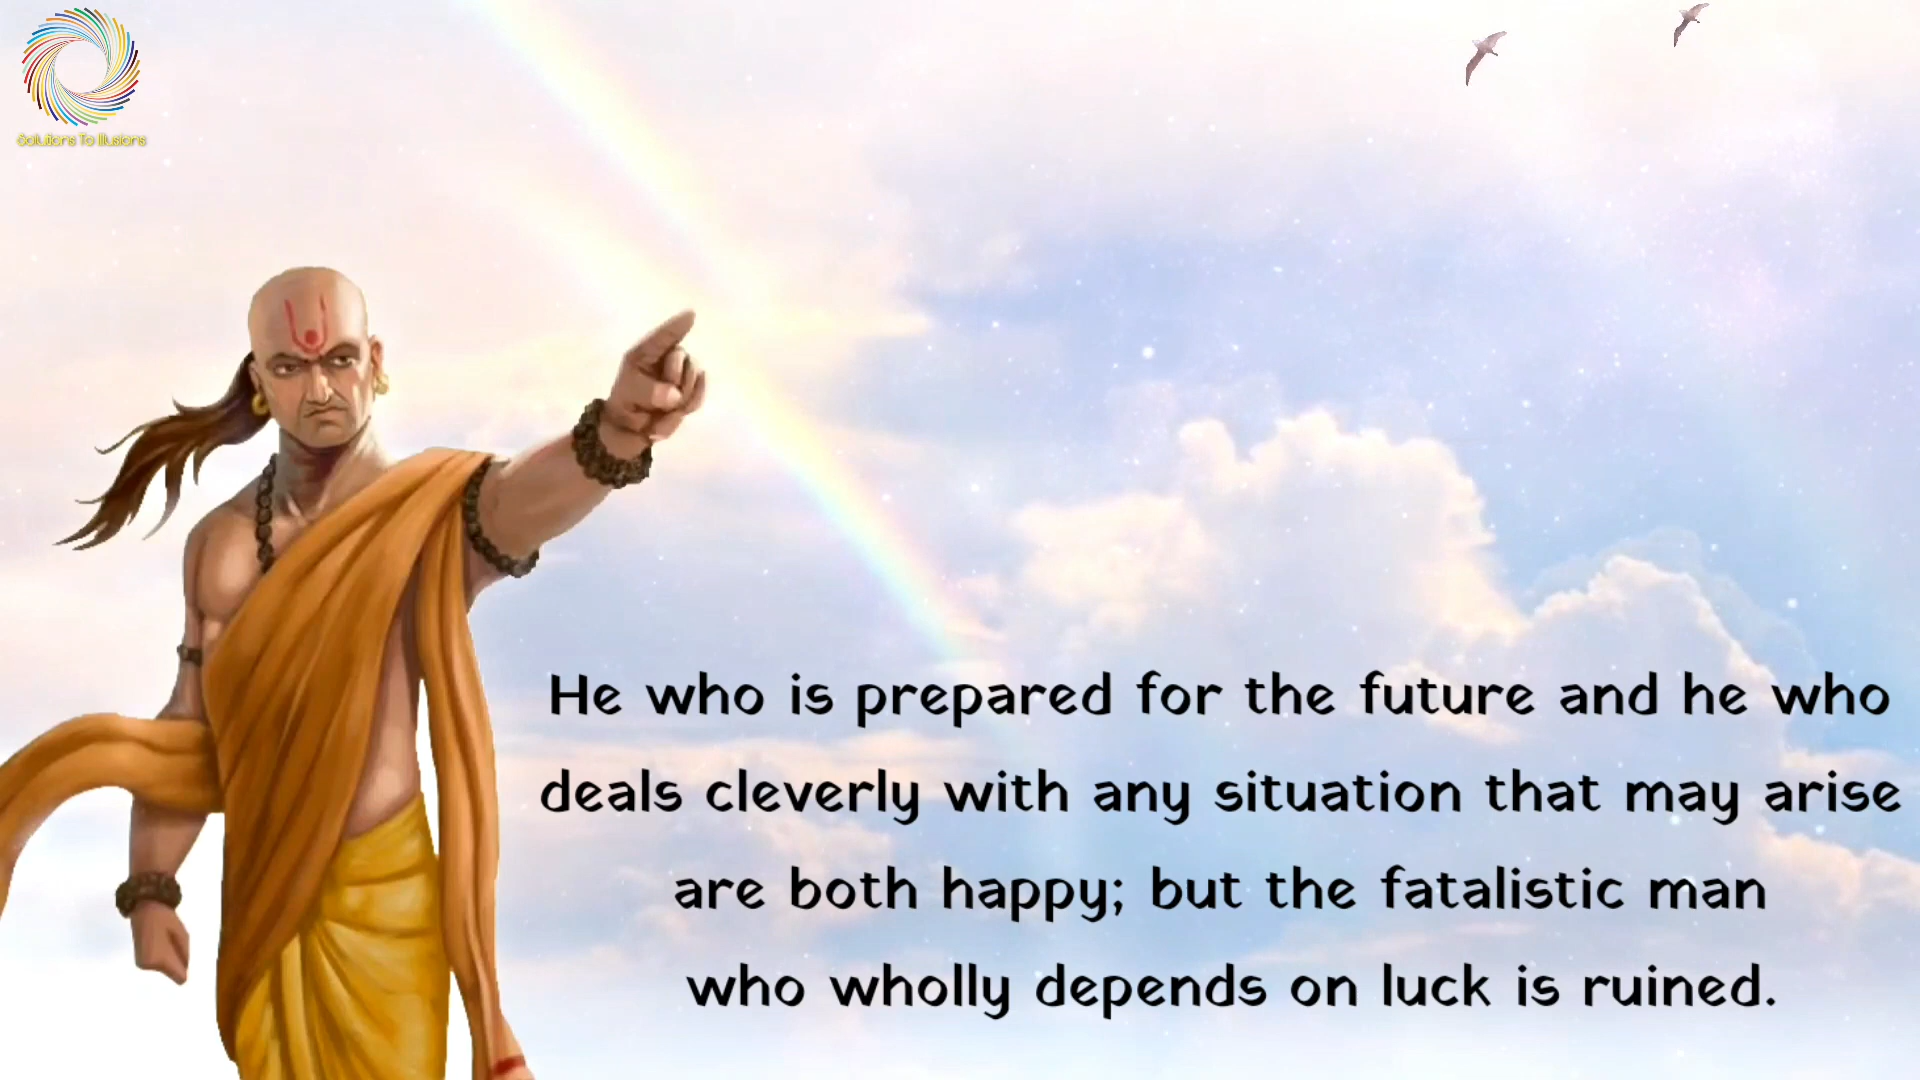 Solutions To Illusions
He who is prepared for the future and he who
deals cleverly with any situation that may arise
are both happy; but the fatalistic man
who wholly depends on luck is ruined.